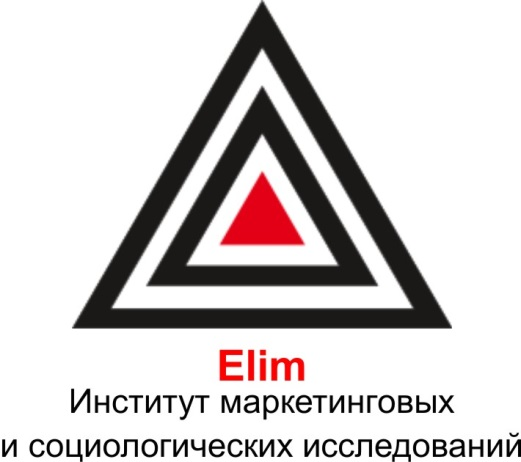 Elim
Институт маркетинговых
и социологических исследований